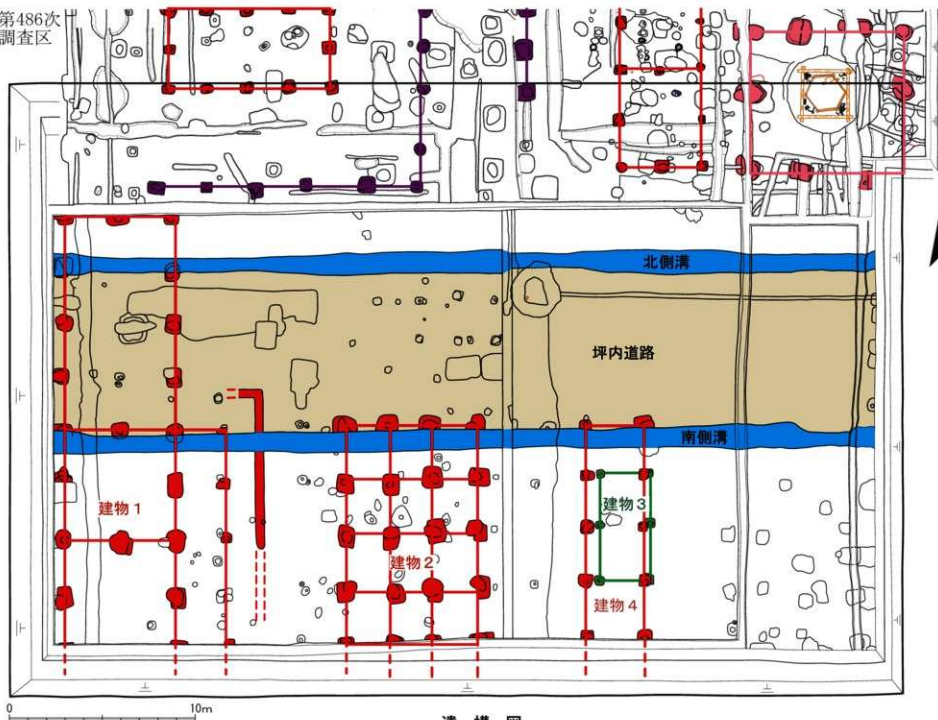 第486次
調査区
北側溝
坪内道路
南側溝
建物1
建物2
建物3
建物4
0 10m
遺構図